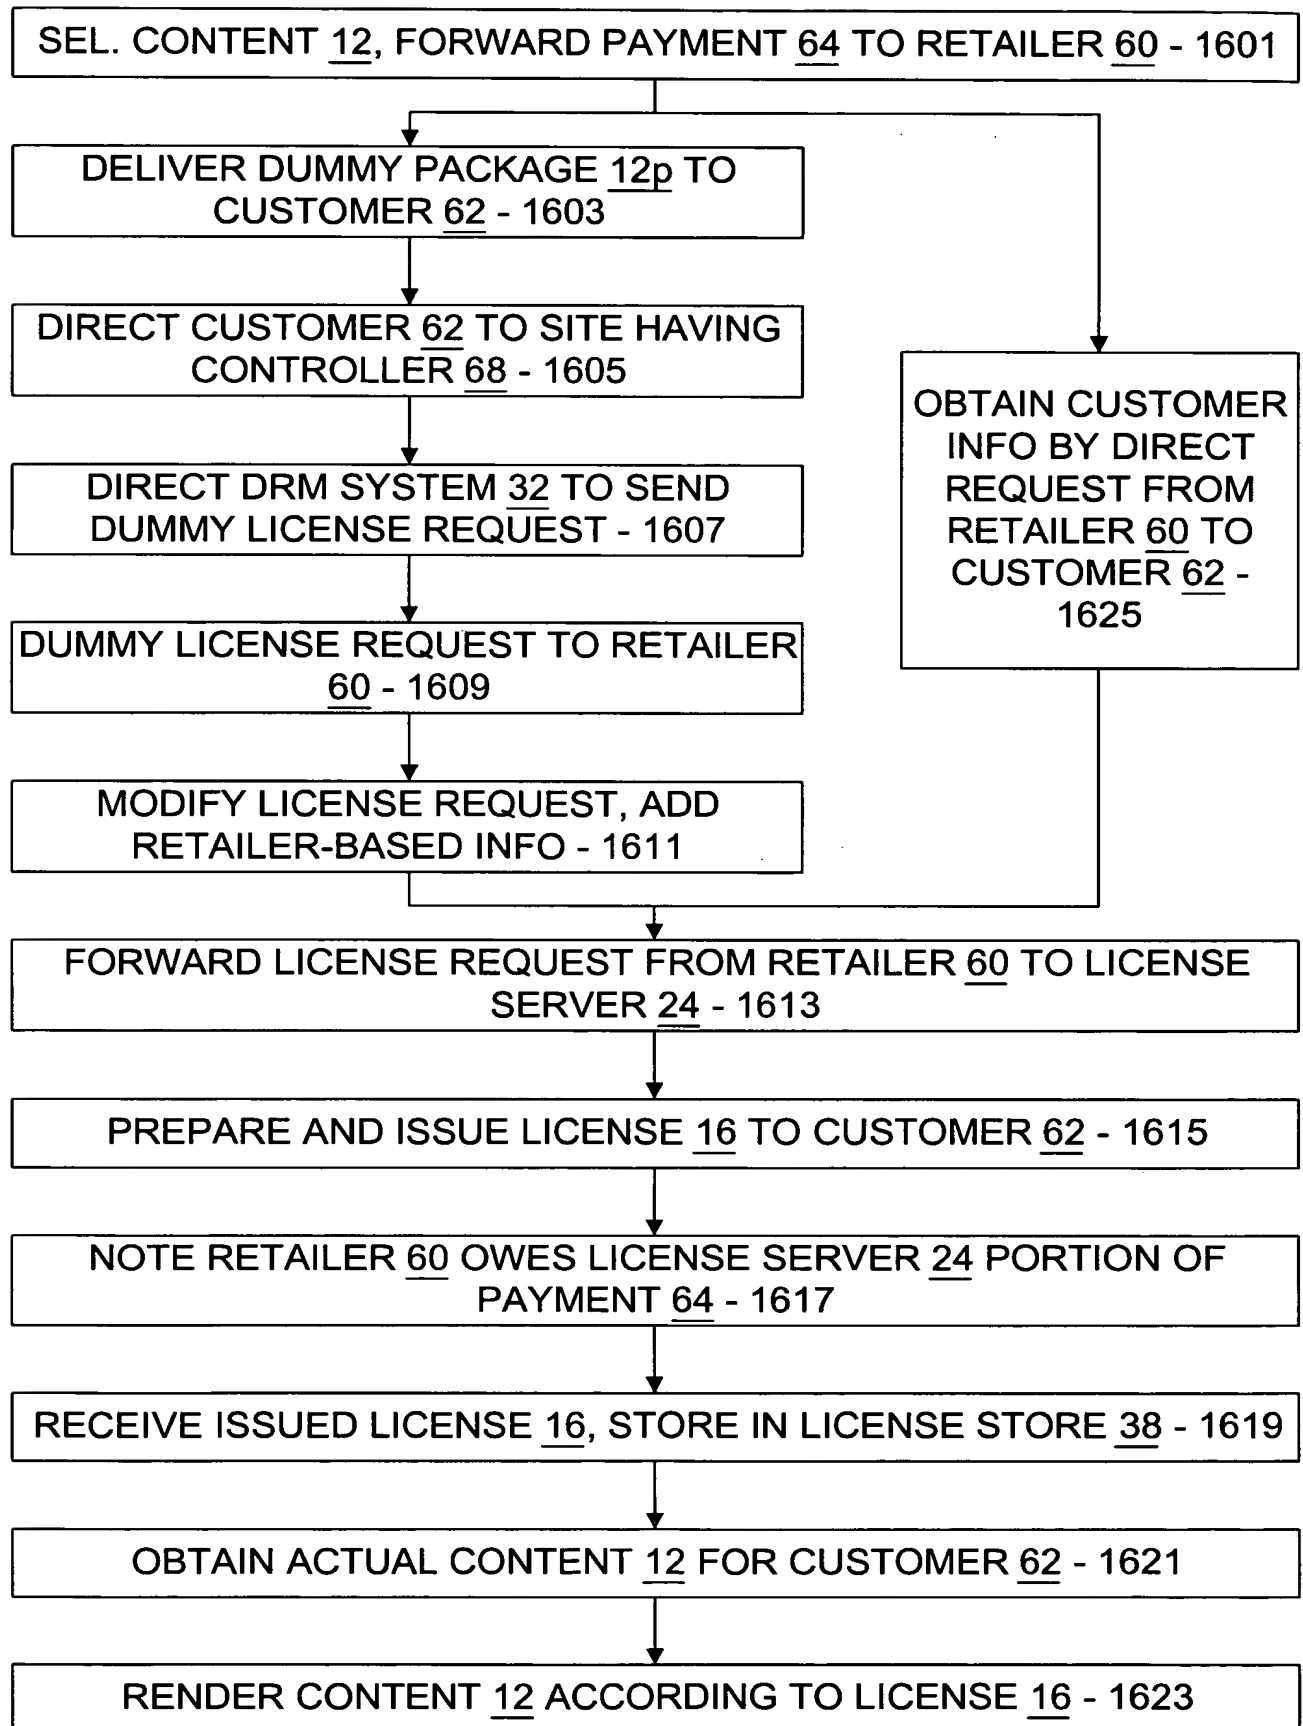 SEL. CONTENT 12, FORWARD PAYMENT 64 TO RETAILER 60 - 1601
DELIVER DUMMY PACKAGE 12p TO
CUSTOMER 62 - 1603
DIRECT CUSTOMER 62 TO SITE HAVING
CONTROLLER 68 - 1605
DIRECT DRM SYSTEM 32 TO SEND
DUMMY LICENSE REQUEST - 1607
DUMMY LICENSE REQUEST TO RETAILER
60 - 1609
MODIFY LICENSE REQUEST, ADD
RETAILER-BASED INFO - 1611
OBTAIN CUSTOMER
INFO BY DIRECT
REQUEST FROM
RETAILER 60 TO
CUSTOMER 62 -
1625
FORWARD LICENSE REQUEST FROM RETAILER 60 TO LICENSE
SERVER 24 - 1613
PREPARE AND ISSUE LICENSE 16 TO CUSTOMER 62 - 1615
NOTE RETAILER 60 OWES LICENSE SERVER 24 PORTION OF
PAYMENT 64 - 1617
RECEIVE ISSUED LICENSE 16, STORE IN LICENSE STORE 38 - 1619
OBTAIN ACTUAL CONTENT 12 FOR CUSTOMER 62 - 1621
RENDER CONTENT 12 ACCORDING TO LICENSE 16 - 1623